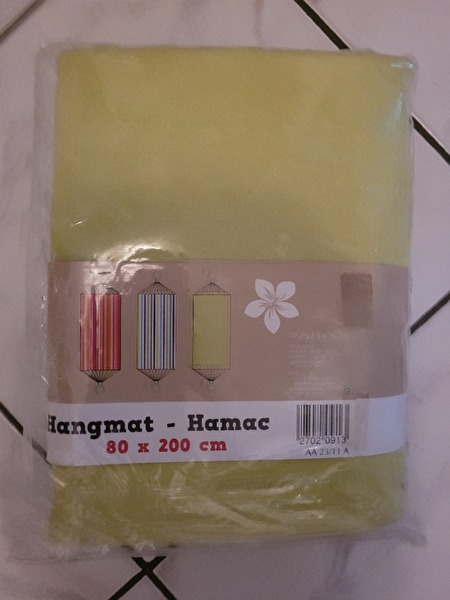 Hangmat - Hamac
80 x 200 cm
2702 0913
AA 23/11 A